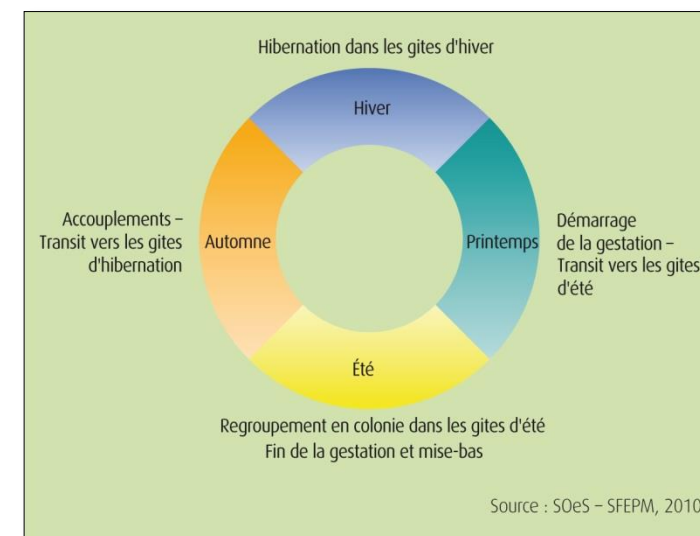 Hibernation dans les gites d'hiver
Hiver
Accouplements –
Transit vers les gites
d'hibernation
Automne
Printemps
Démarrage
de la gestation –
Transit vers les gites
d'été
Été
Regroupement en colonie dans les gites d'été
Fin de la gestation et mise-bas
Source : SOeS – SFEPM, 2010